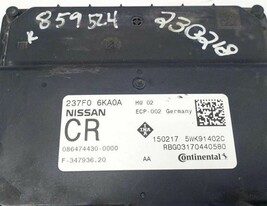 859524
23C248
237F0 6KA0A
HW 02
NISSAN
ECP-002 Germany
CR
150217 5WK91402C
086474430-0000
RBG03170440580
F-347936.20
AA
Continental